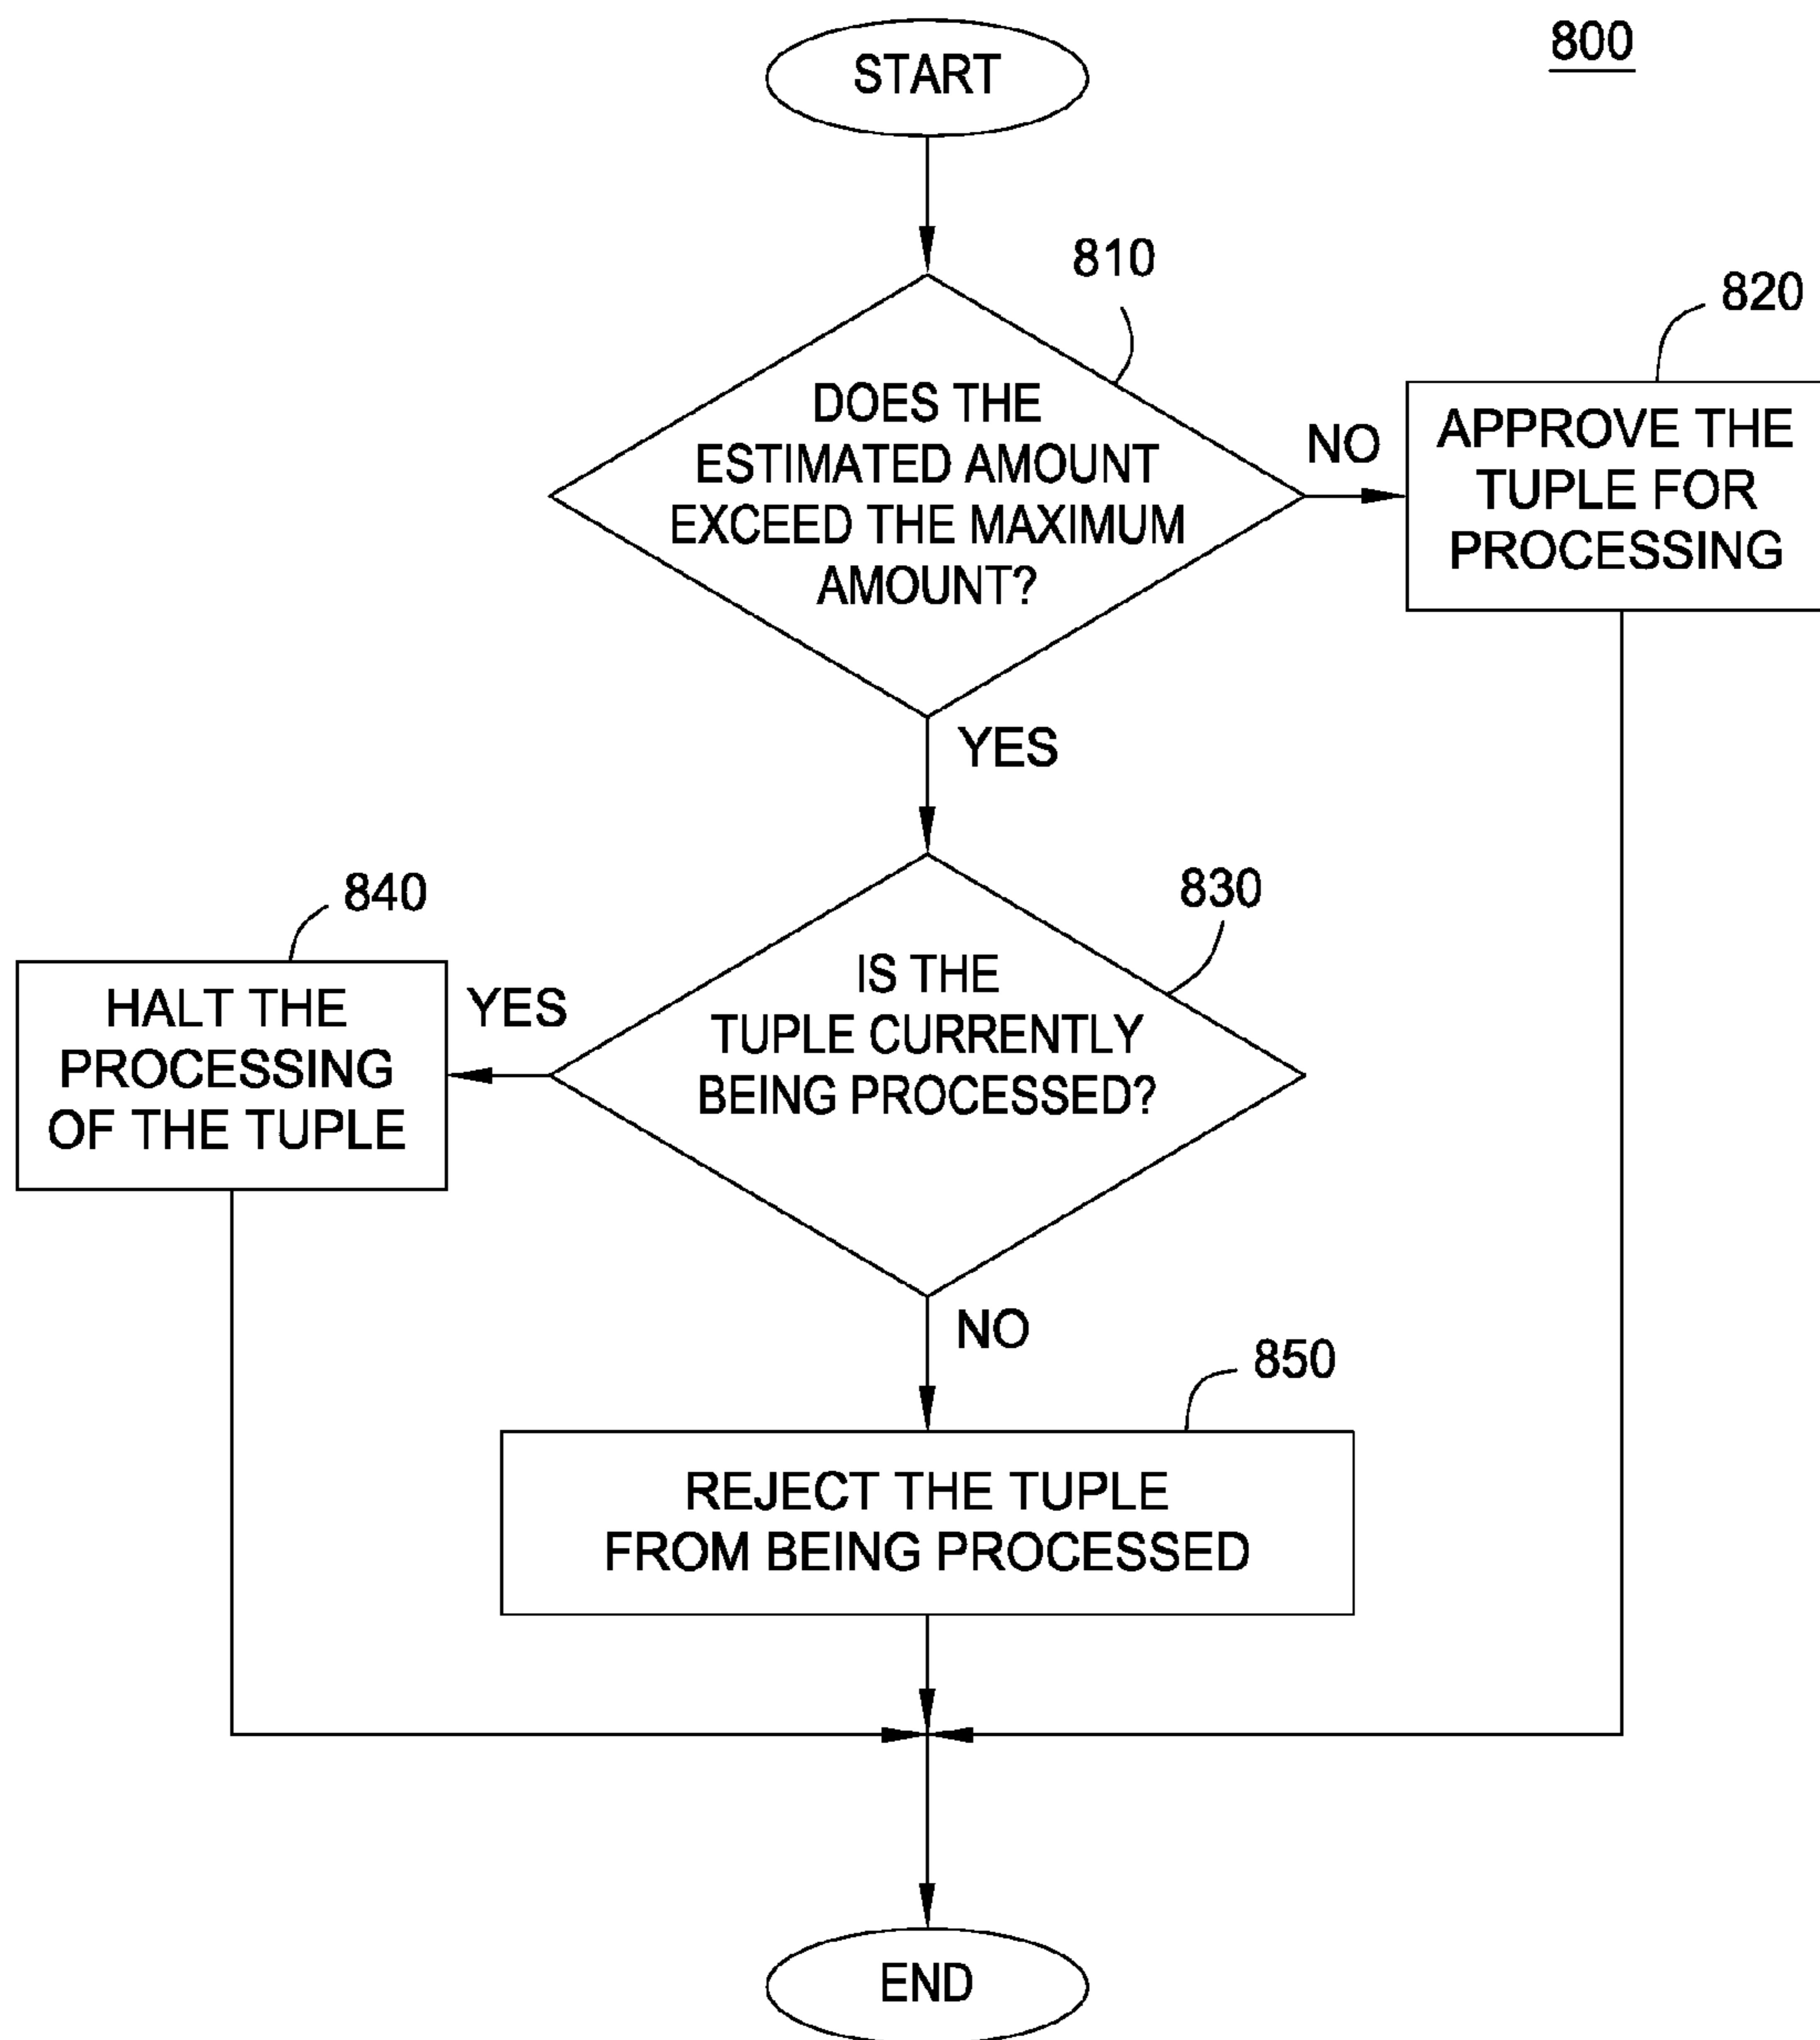 800
START
810
DOES THE
ESTIMATED AMOUNT
EXCEED THE MAXIMUM
AMOUNT?
NO
820
APPROVE THE
TUPLE FOR
PROCESSING
YES
830
IS THE
TUPLE CURRENTLY
BEING PROCESSED?
YES
840
HALT THE
PROCESSING
OF THE TUPLE
NO
850
REJECT THE TUPLE
FROM BEING PROCESSED
END